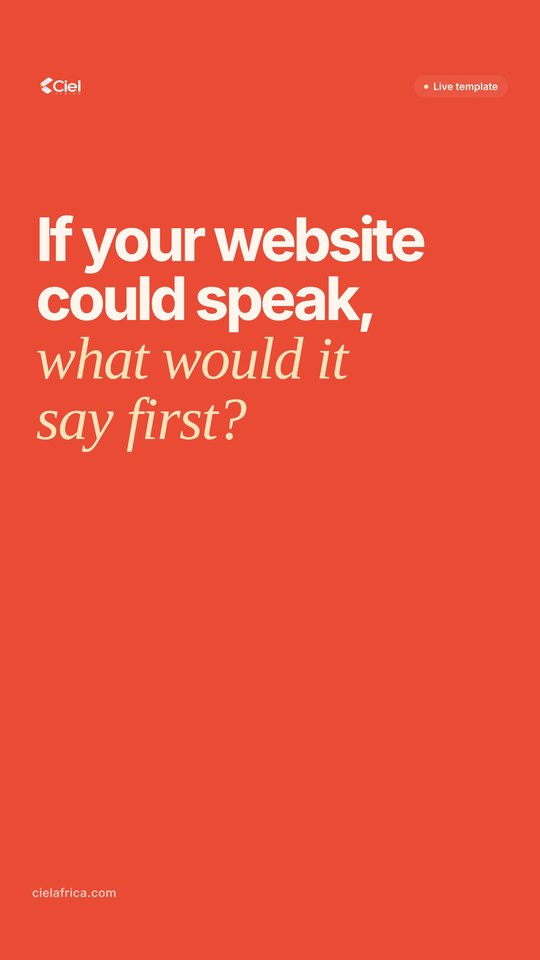 Ciel
Live template
If your website
could speak,
what would it
say first?
cielafrica.com